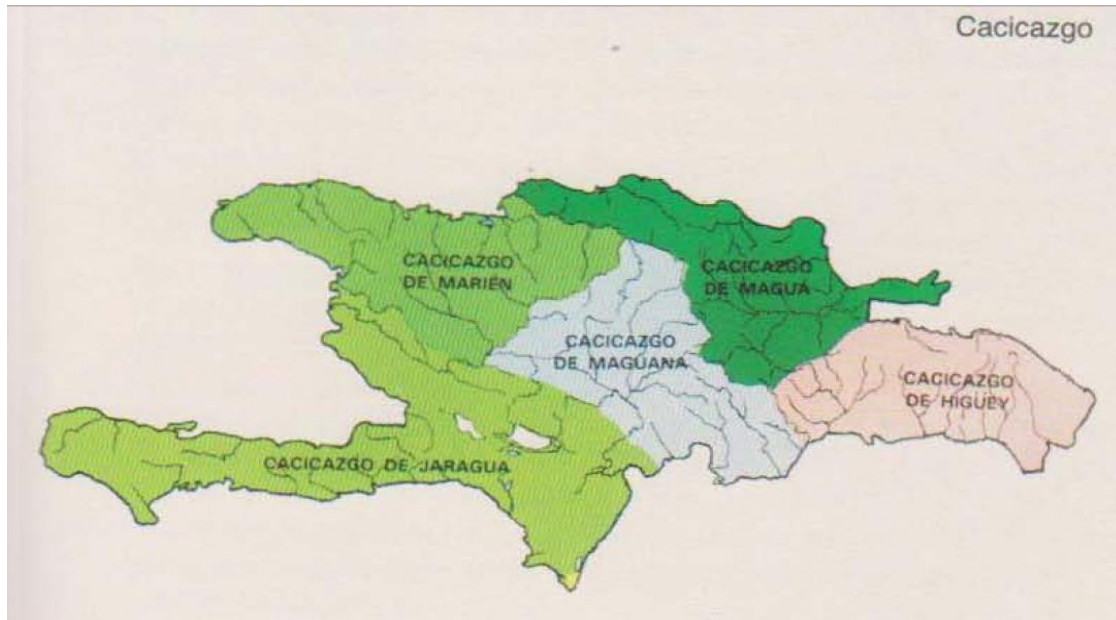 Cacicazgo
CACICAZGO
DE MARIEN
CACICAZGO
DE MAGUA
CACICAZGO
DE MAGUANA
CACICAZGO
DE HIGUEY
CACICAZGO DE JARAGUA